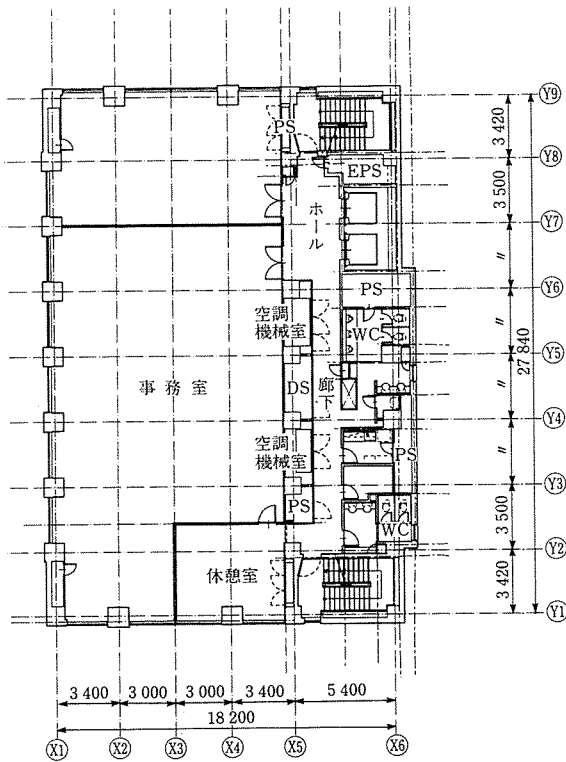 Y9
PS
3 420
Y8
EPS
3 500
ホール
Y7
〃
PS
Y6
空調
機械室
WC
〃
27 840
Y5
事務室
DS
廊下
〃
Y4
空調
機械室
PS
〃
Y3
PS
WC
3 500
Y2
休憩室
3 420
Y1
3 400
3 000
3 000
3 400
5 400
18 200
X1
X2
X3
X4
X5
X6